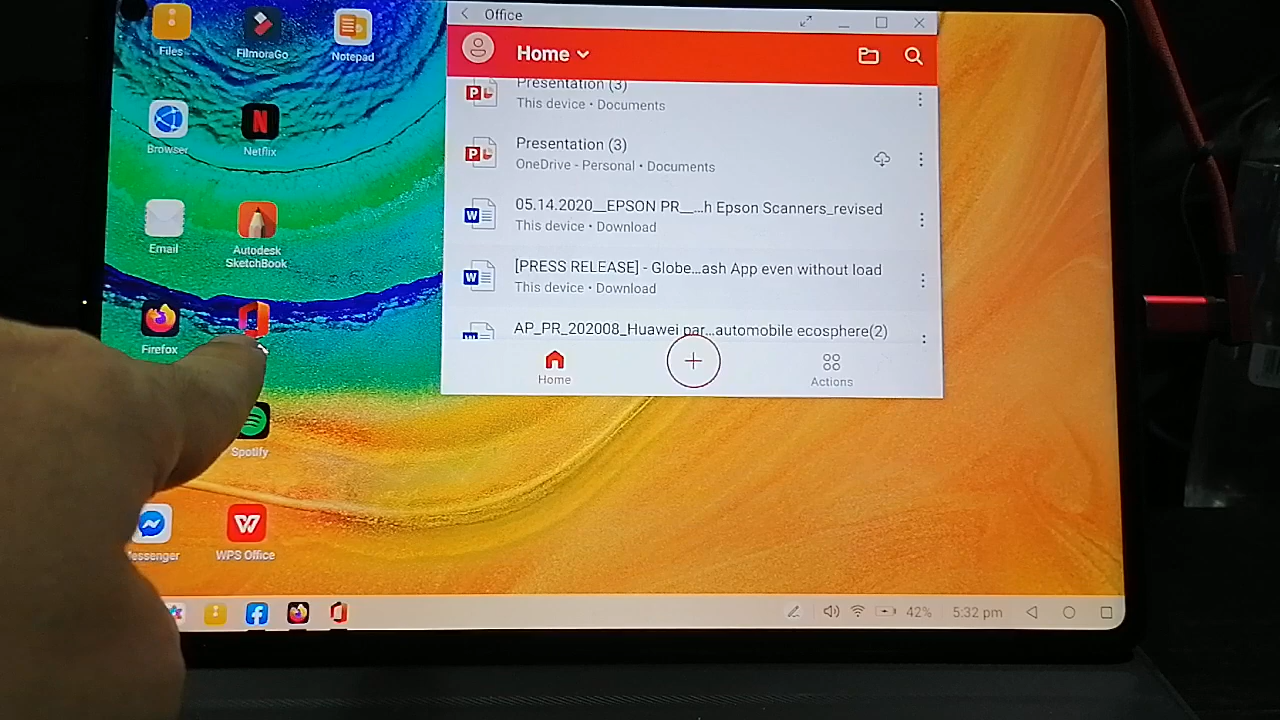 Files
FilmoraGo
Notepad
Browser
Netflix
Email
Autodesk
SketchBook
Firefox
Spotify
essenger
WPS Office
Office
Home
Presentation (3)
This device • Documents
Presentation (3)
OneDrive - Personal • Documents
05.14.2020__EPSON PR__...h Epson Scanners_revised
This device • Download
[PRESS RELEASE] - Globe...ash App even without load
This device • Download
AP_PR_202008_Huawei par...automobile ecosphere(2)
Home
Actions
42%
5:32 pm